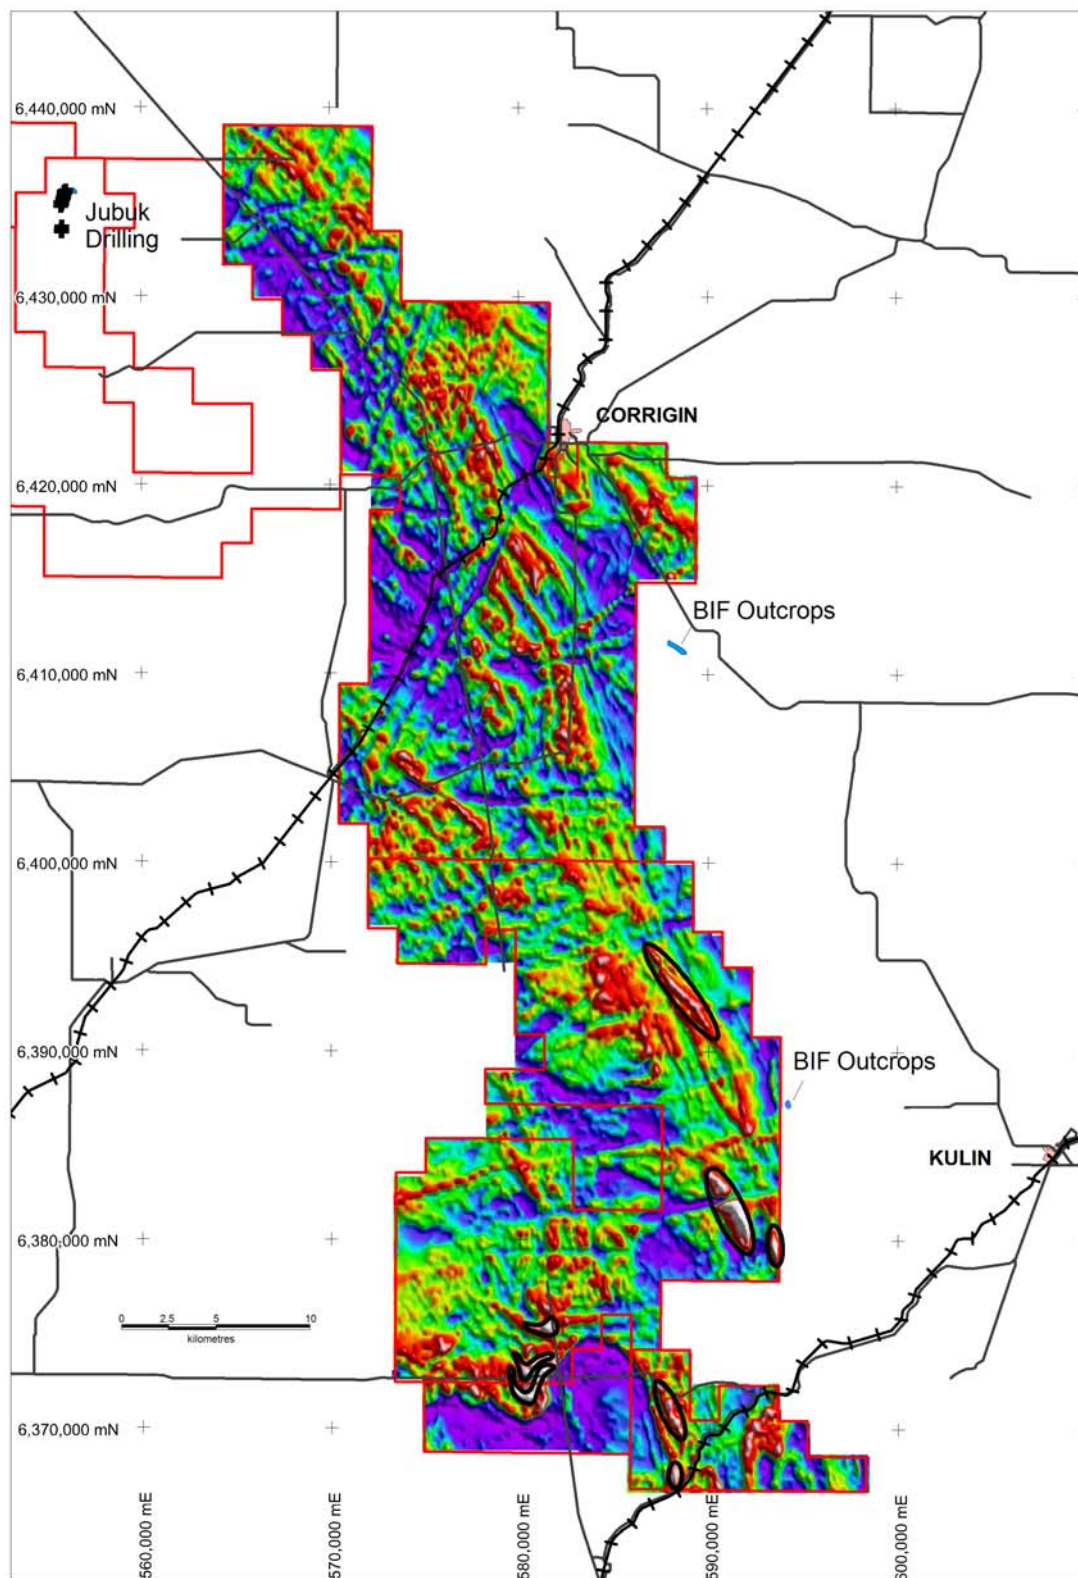 6,440,000 mN
Jubuk
Drilling
6,430,000 mN
CORRIGIN
6,420,000 mN
BIF Outcrops
6,410,000 mN
6,400,000 mN
6,390,000 mN
BIF Outcrops
KULIN
6,380,000 mN
0 2.5 5 10
kilometres
6,370,000 mN
560,000 mE
570,000 mE
580,000 mE
590,000 mE
600,000 mE